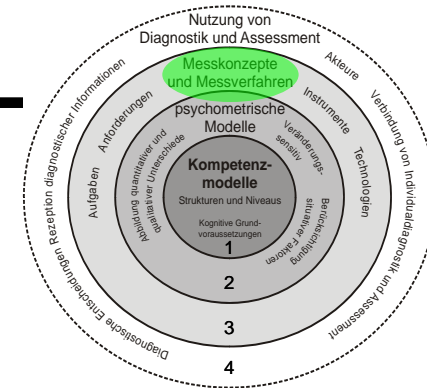 Nutzung von
Diagnostik und Assessment
Akteure
Verbindung von Individualdiagnostik und Assessment
Diagnostische Entscheidungen
Rezeption diagnostischer Informationen
Messkonzepte
und Messverfahren
Anforderungen
Aufgaben
Instrumente
Technologien
psychometrische
Modelle
Abbildung quantitativer und
qualitativer Unterschiede
Veränderungs-
sensitiv
Berücksichtigung
situativer Faktoren
Kompetenz-
modelle
Strukturen und Niveaus
Kognitive Grund-
voraussetzungen
1
2
3
4